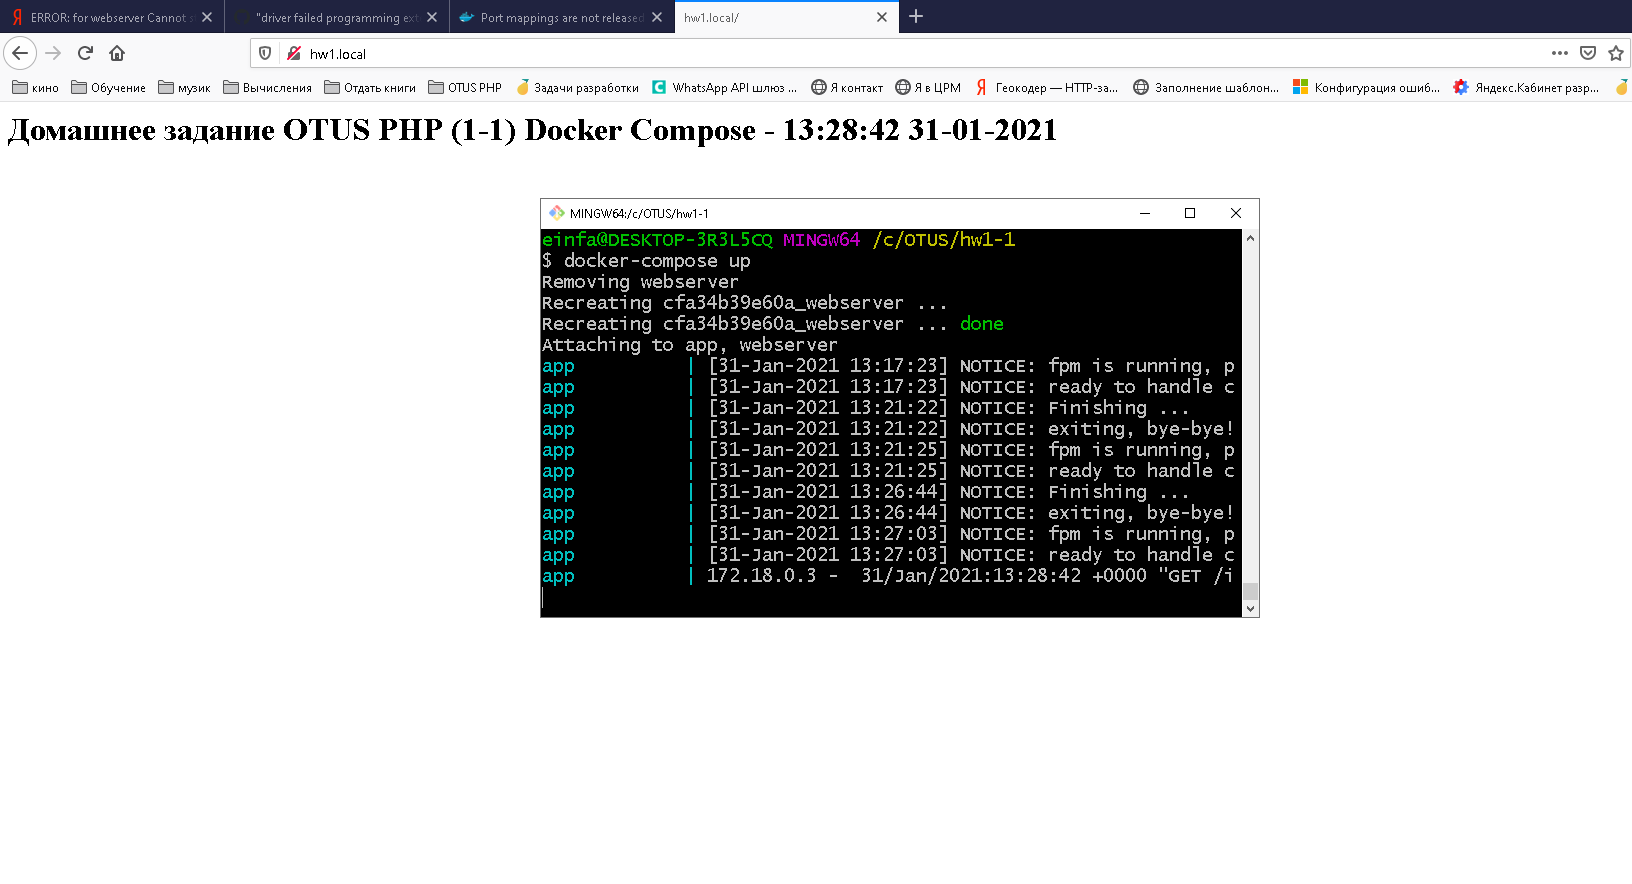 ERROR: for webserver Cannot s
"driver failed programming ext
Port mappings are not released
hw1.local/
hw1.local
кино
Обучение
музик
Вычисления
Отдать книги
OTUS PHP
Задачи разработки
WhatsApp API шлюз ...
Я контакт
Я в ЦРМ
Геокодер — HTTP-за...
Заполнение шаблон...
Конфигурация ошиб...
Яндекс.Кабинет разр...
Домашнее задание OTUS PHP (1-1) Docker Compose - 13:28:42 31-01-2021
MINGW64:/c/OTUS/hw1-1
einfa@DESKTOP-3R3L5CQ MINGW64 /c/OTUS/hw1-1
$ docker-compose up
Removing webserver
Recreating cfa34b39e60a_webserver ...
Recreating cfa34b39e60a_webserver ... done
Attaching to app, webserver
app | [31-Jan-2021 13:17:23] NOTICE: fpm is running, p
app | [31-Jan-2021 13:17:23] NOTICE: ready to handle c
app | [31-Jan-2021 13:21:22] NOTICE: Finishing ...
app | [31-Jan-2021 13:21:22] NOTICE: exiting, bye-bye!
app | [31-Jan-2021 13:21:25] NOTICE: fpm is running, p
app | [31-Jan-2021 13:21:25] NOTICE: ready to handle c
app | [31-Jan-2021 13:26:44] NOTICE: Finishing ...
app | [31-Jan-2021 13:26:44] NOTICE: exiting, bye-bye!
app | [31-Jan-2021 13:27:03] NOTICE: fpm is running, p
app | [31-Jan-2021 13:27:03] NOTICE: ready to handle c
app | 172.18.0.3 - 31/Jan/2021:13:28:42 +0000 "GET /i